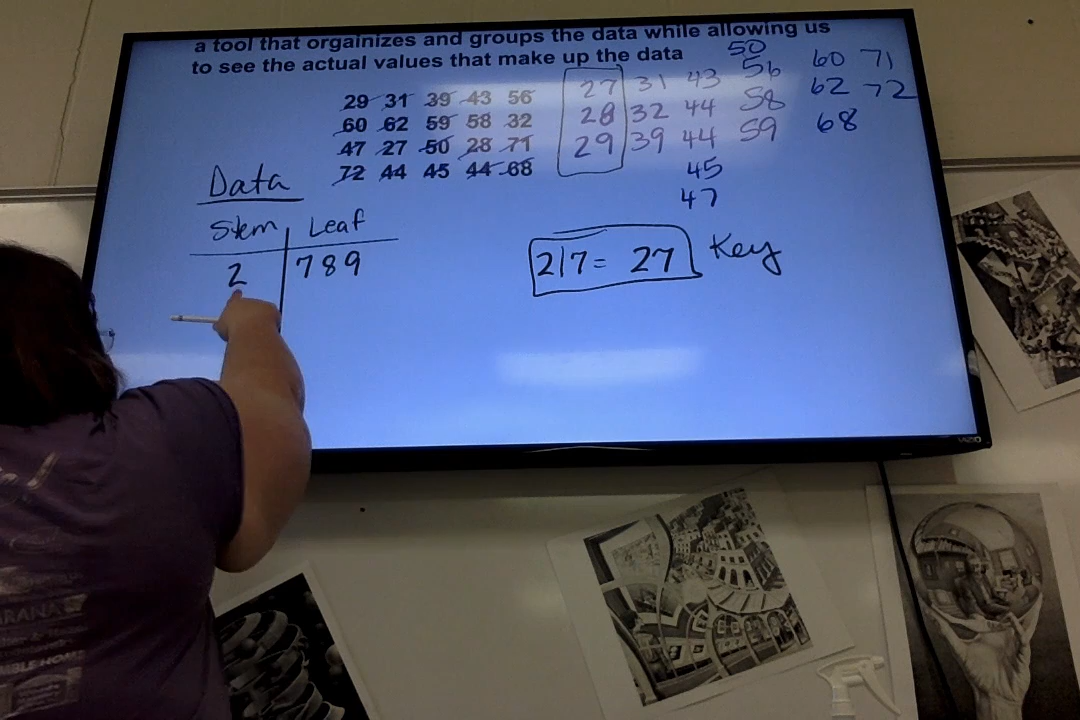 a tool that orgainizes and groups the data while allowing us
to see the actual values that make up the data
29 31 39 43 56
60 62 59 58 32
47 27 50 28 71
72 44 45 44 68
50
27 31 43 56 60 71
28 32 44 58 62 72
29 39 44 59 68
45
47
Data
Stem Leaf
2 789
2|7= 27 Key
VIZIO